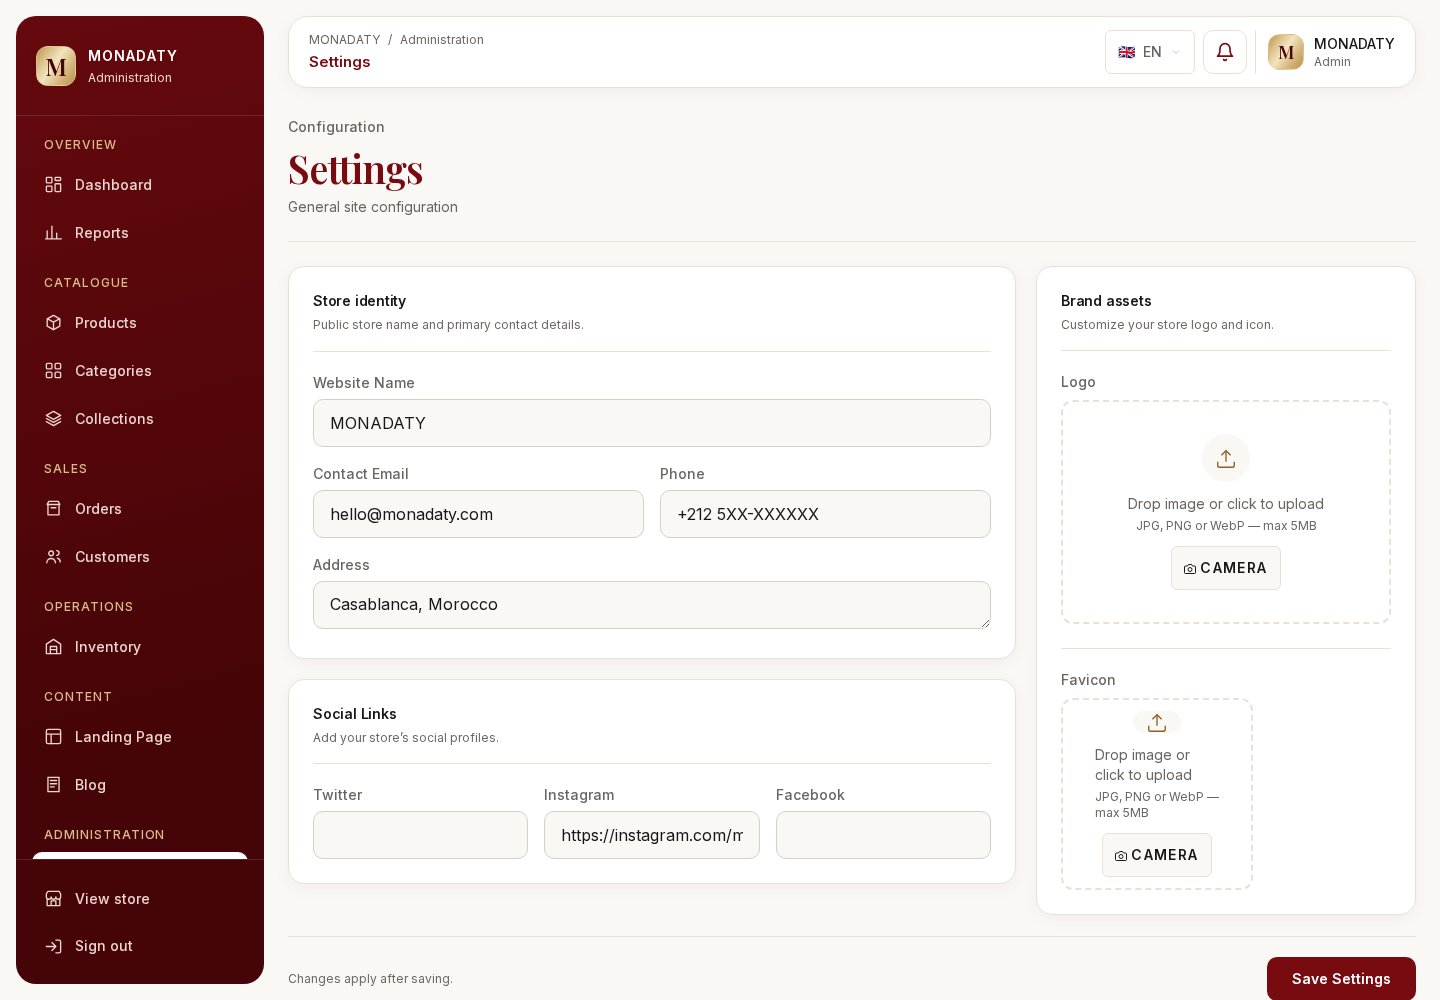 M
MONADATY
Administration
OVERVIEW
Dashboard
Reports
CATALOGUE
Products
Categories
Collections
SALES
Orders
Customers
OPERATIONS
Inventory
CONTENT
Landing Page
Blog
ADMINISTRATION
View store
Sign out
MONADATY / Administration
Settings
EN
M
MONADATY
Admin
Configuration
Settings
General site configuration
Store identity
Public store name and primary contact details.
Website Name
MONADATY
Contact Email
Phone
hello@monadaty.com
+212 5XX-XXXXXX
Address
Casablanca, Morocco
Social Links
Add your store’s social profiles.
Twitter
Instagram
Facebook
https://instagram.com/m
Brand assets
Customize your store logo and icon.
Logo
Drop image or click to upload
JPG, PNG or WebP — max 5MB
CAMERA
Favicon
Drop image or
click to upload
JPG, PNG or WebP —
max 5MB
CAMERA
Changes apply after saving.
Save Settings